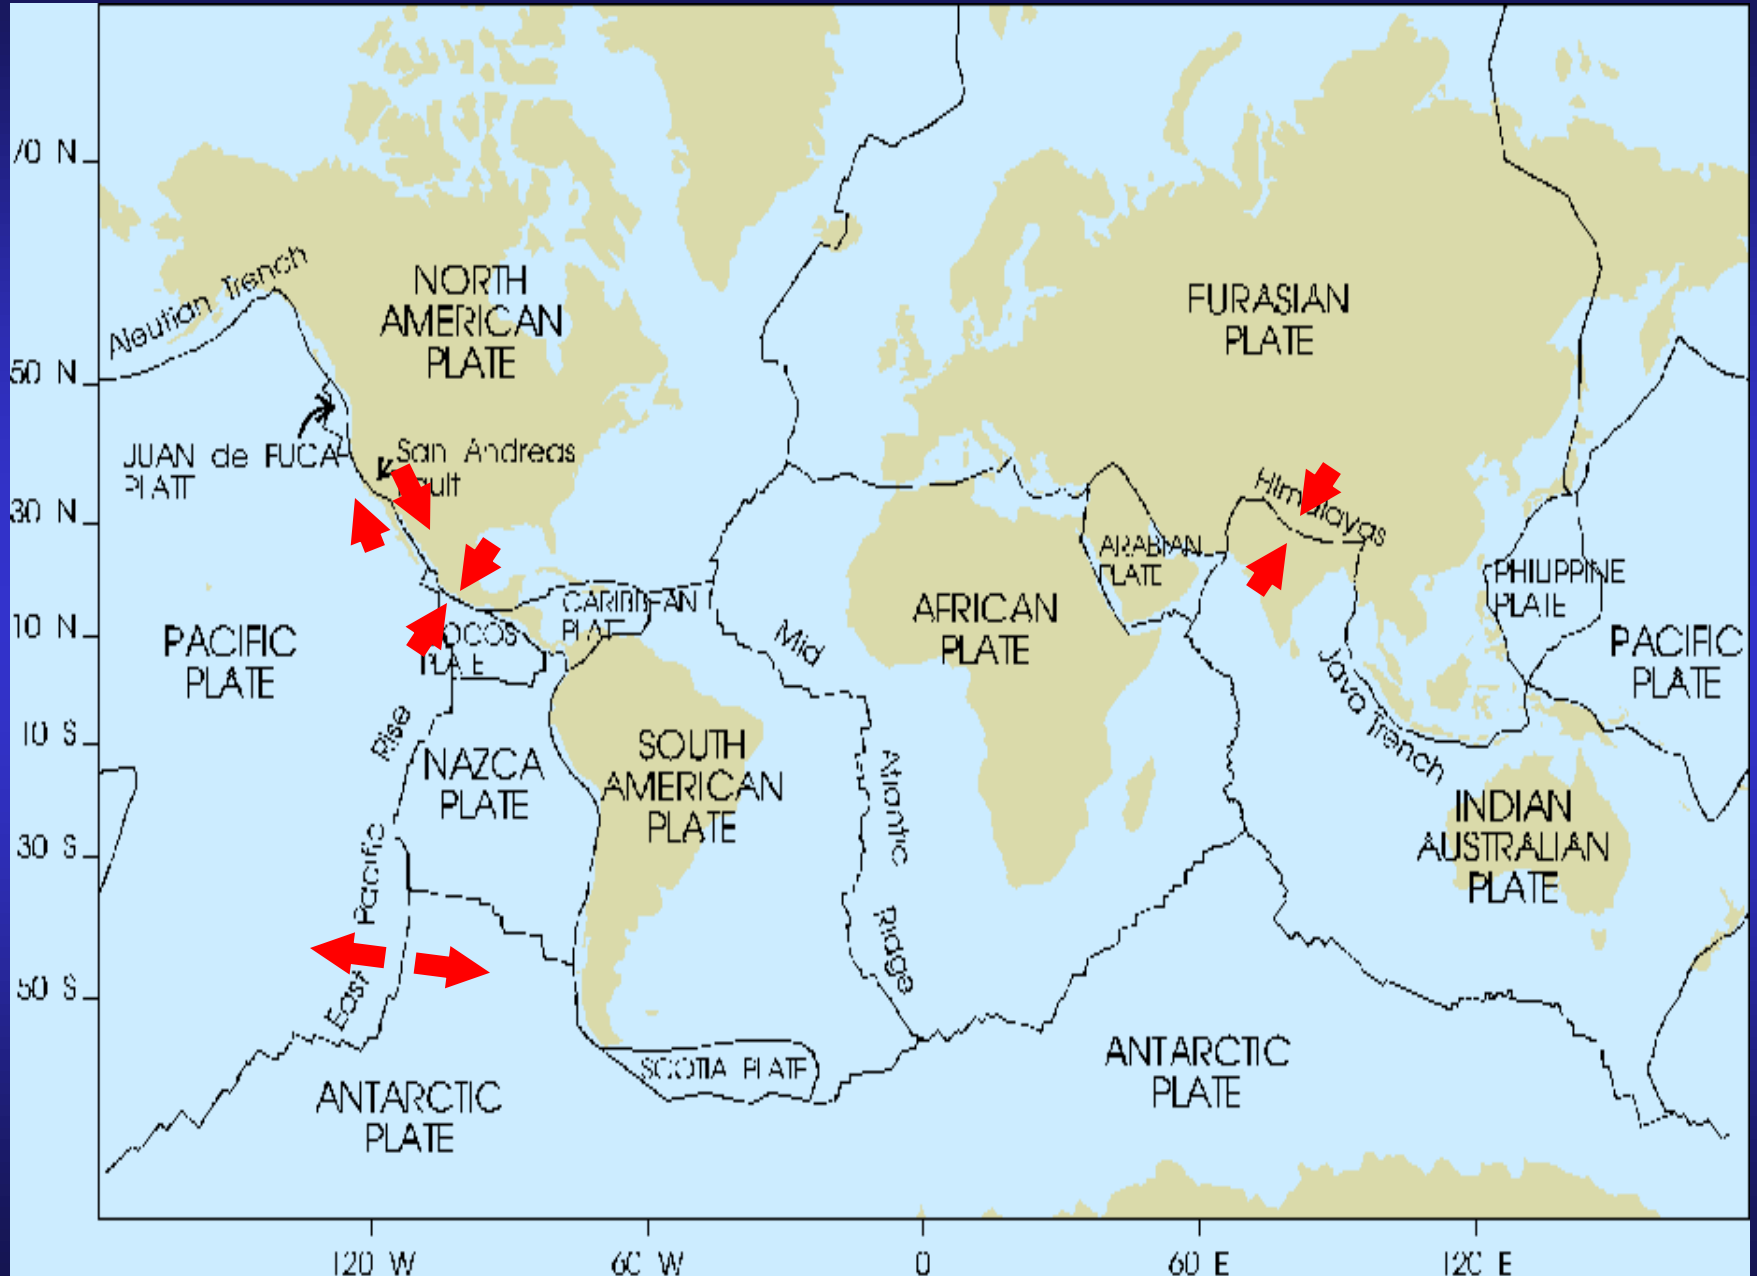 70 N
50 N
30 N
10 N
10 S
30 S
50 S
120 W
60 W
0
60 E
120 E
Aleutian Trench
NORTH
AMERICAN
PLATE
JUAN de FUCA
PLATE
San Andreas
Fault
PACIFIC
PLATE
COCOS
PLATE
CARIBBEAN
PLATE
NAZCA
PLATE
SOUTH
AMERICAN
PLATE
East Pacific Rise
Mid Atlantic Ridge
SCOTIA PLATE
ANTARCTIC
PLATE
EURASIAN
PLATE
Himalayas
ARABIAN
PLATE
AFRICAN
PLATE
PHILIPPINE
PLATE
PACIFIC
PLATE
Java Trench
INDIAN
AUSTRALIAN
PLATE
ANTARCTIC
PLATE